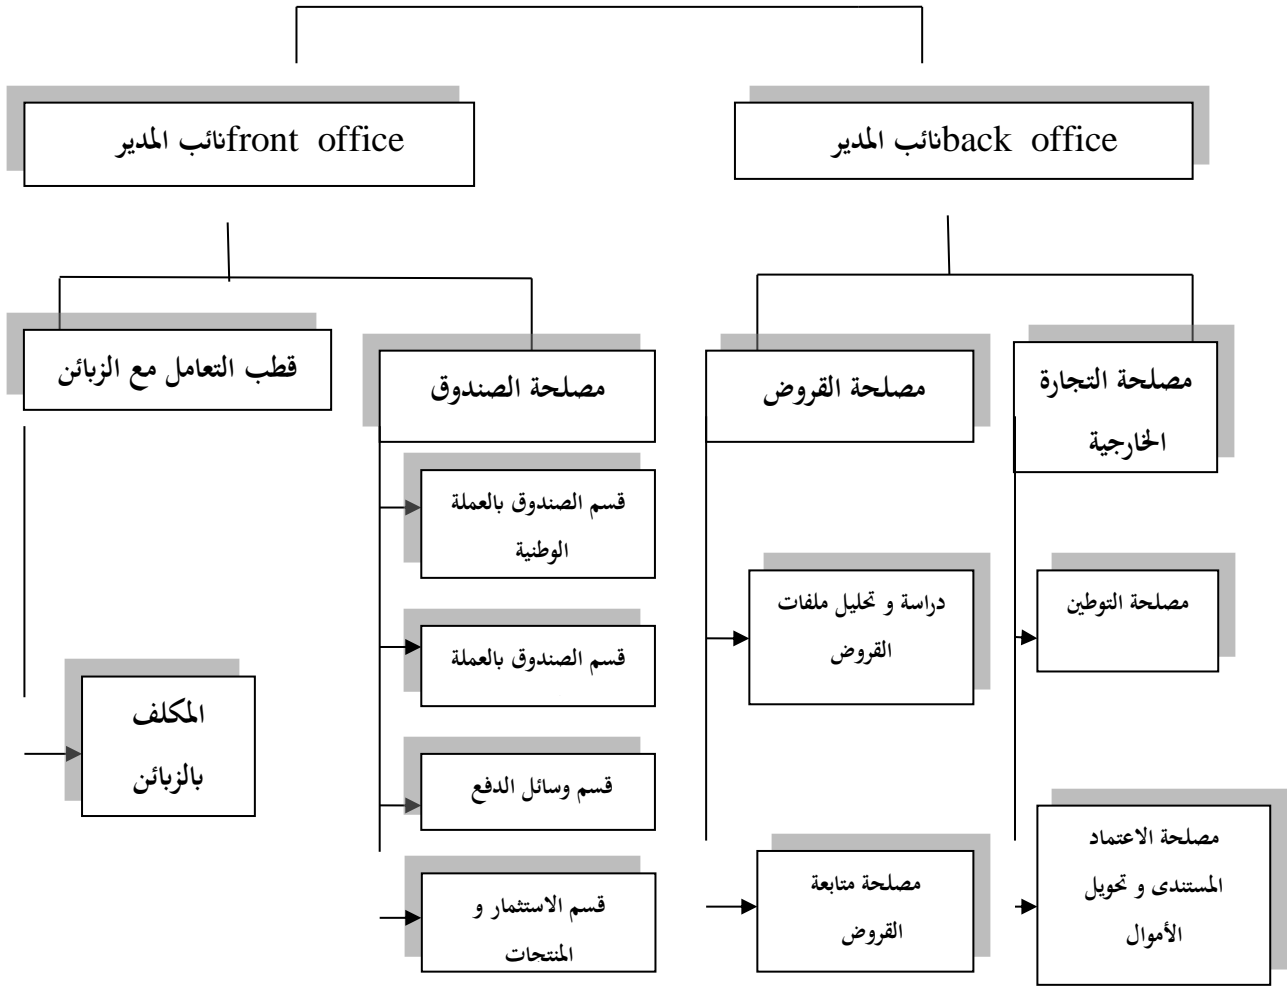 نائب المدير back office
نائب المدير front office
مصلحة التجارة
الخارجية
مصلحة القروض
مصلحة الصندوق
قطب التعامل مع الزبائن
مصلحة التوطين
مصلحة الاعتماد
المستندى و تحويل
الأموال
دراسة و تحليل ملفات
القروض
مصلحة متابعة
القروض
قسم الصندوق بالعملة
الوطنية
قسم الصندوق بالعملة
قسم وسائل الدفع
قسم الاستثمار و
المنتجات
المكلف
بالزبائن